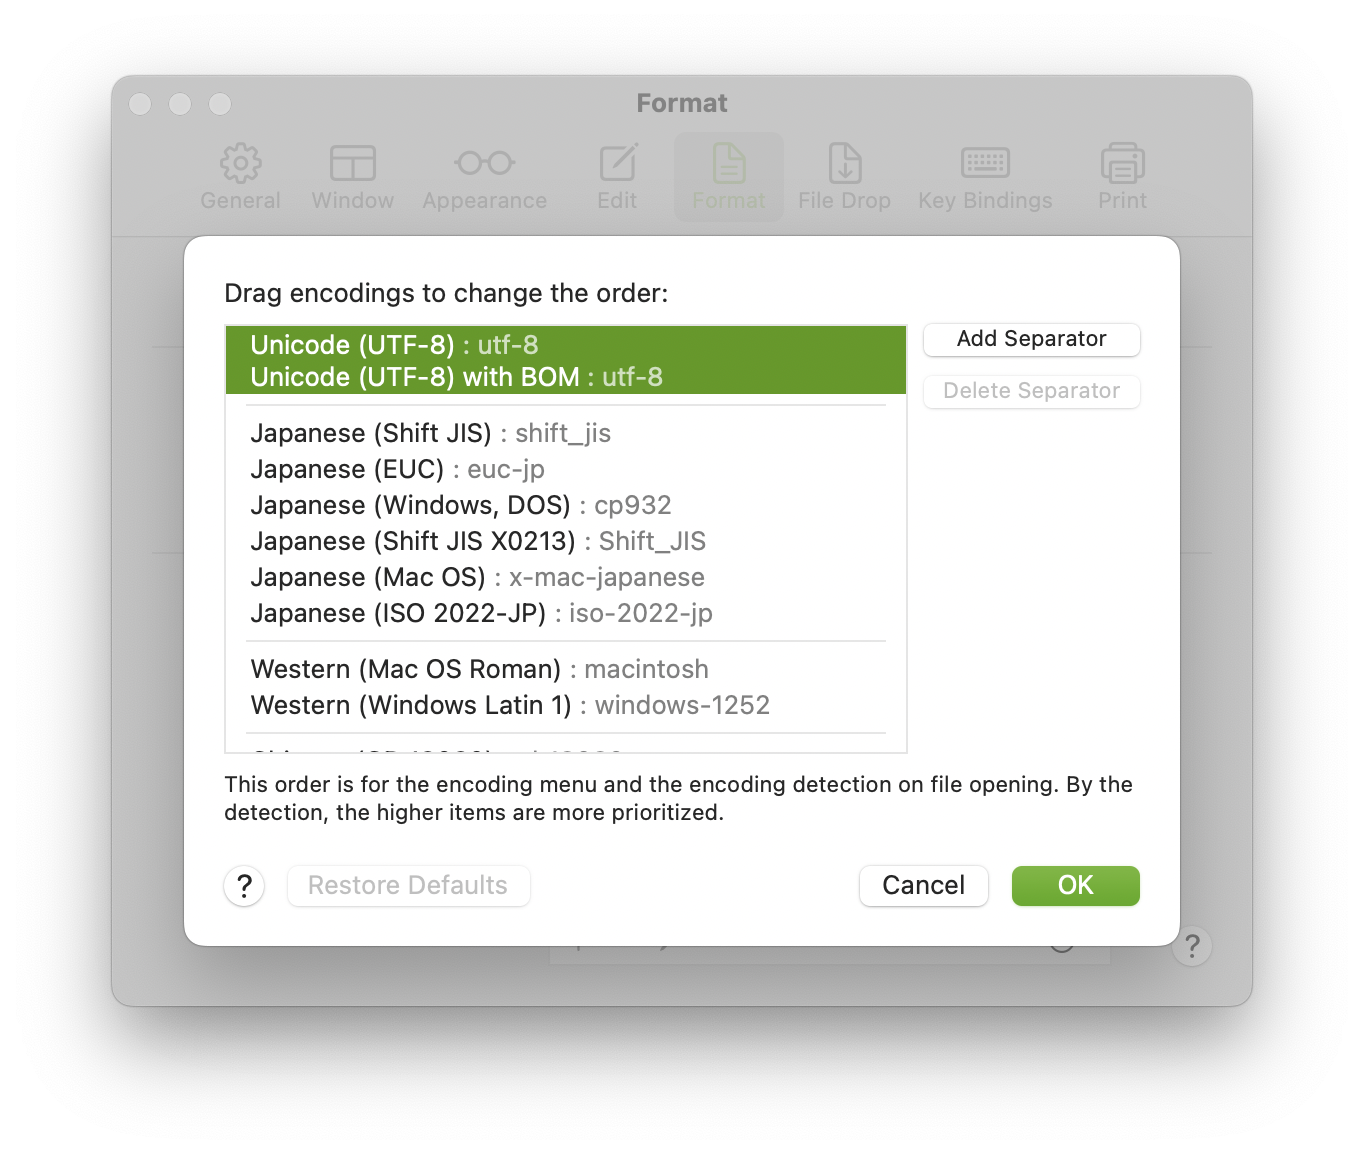 Format
General
Window
Appearance
Edit
Format
File Drop
Key Bindings
Print
Drag encodings to change the order:
Unicode (UTF-8) : utf-8
Unicode (UTF-8) with BOM : utf-8
Japanese (Shift JIS) : shift_jis
Japanese (EUC) : euc-jp
Japanese (Windows, DOS) : cp932
Japanese (Shift JIS X0213) : Shift_JIS
Japanese (Mac OS) : x-mac-japanese
Japanese (ISO 2022-JP) : iso-2022-jp
Western (Mac OS Roman) : macintosh
Western (Windows Latin 1) : windows-1252
Add Separator
Delete Separator
This order is for the encoding menu and the encoding detection on file opening. By the
detection, the higher items are more prioritized.
?
Restore Defaults
Cancel
OK
?